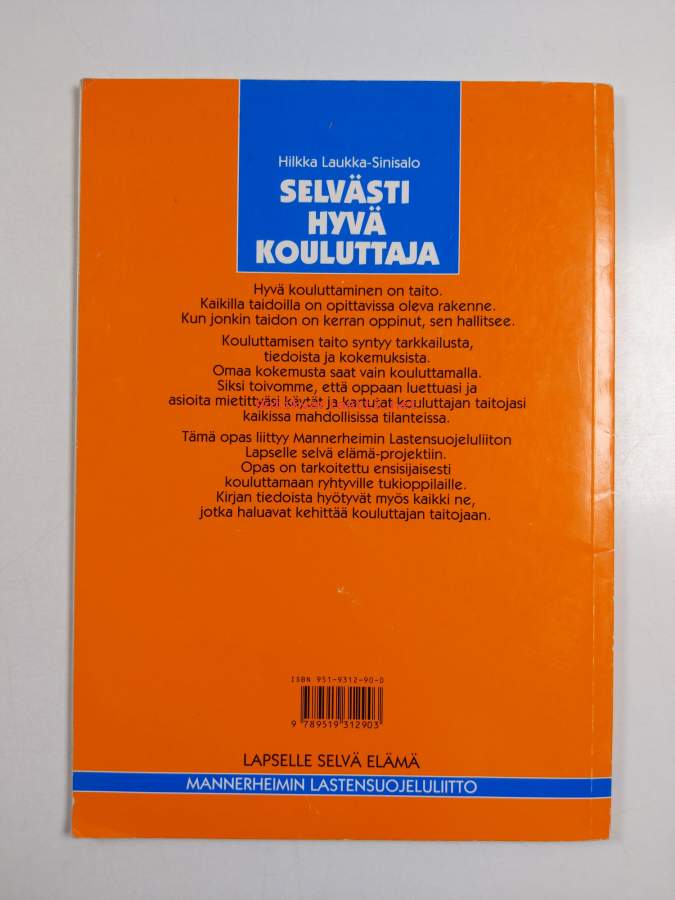 Hilkka Laukka-Sinisalo
SELVÄSTI
HYVÄ
KOULUTTAJA
Hyvä kouluttaminen on taito.
Kaikilla taidoilla on opittavissa oleva rakenne.
Kun jonkin taidon on kerran oppinut, sen hallitsee.
Kouluttamisen taito syntyy tarkkailusta,
tiedoista ja kokemuksista.
Omaa kokemusta saat vain kouluttamalla.
Siksi toivomme, että oppaan luettuasi ja
asioita mietittyäsi käytät ja kartutat kouluttajan taitojasi
kaikissa mahdollisissa tilanteissa.
Tämä opas liittyy Mannerheimin Lastensuojeluliiton
Lapselle selvä elämä-projektiin.
Opas on tarkoitettu ensisijaisesti
kouluttamaan ryhtyville tukioppilaille.
Kirjan tiedoista hyötyvät myös kaikki ne,
jotka haluavat kehittää kouluttajan taitojaan.
ISBN 951-9312-90-0
9 789519 312903
LAPSELLE SELVÄ ELÄMÄ
MANNERHEIMIN LASTENSUOJELULIITTO